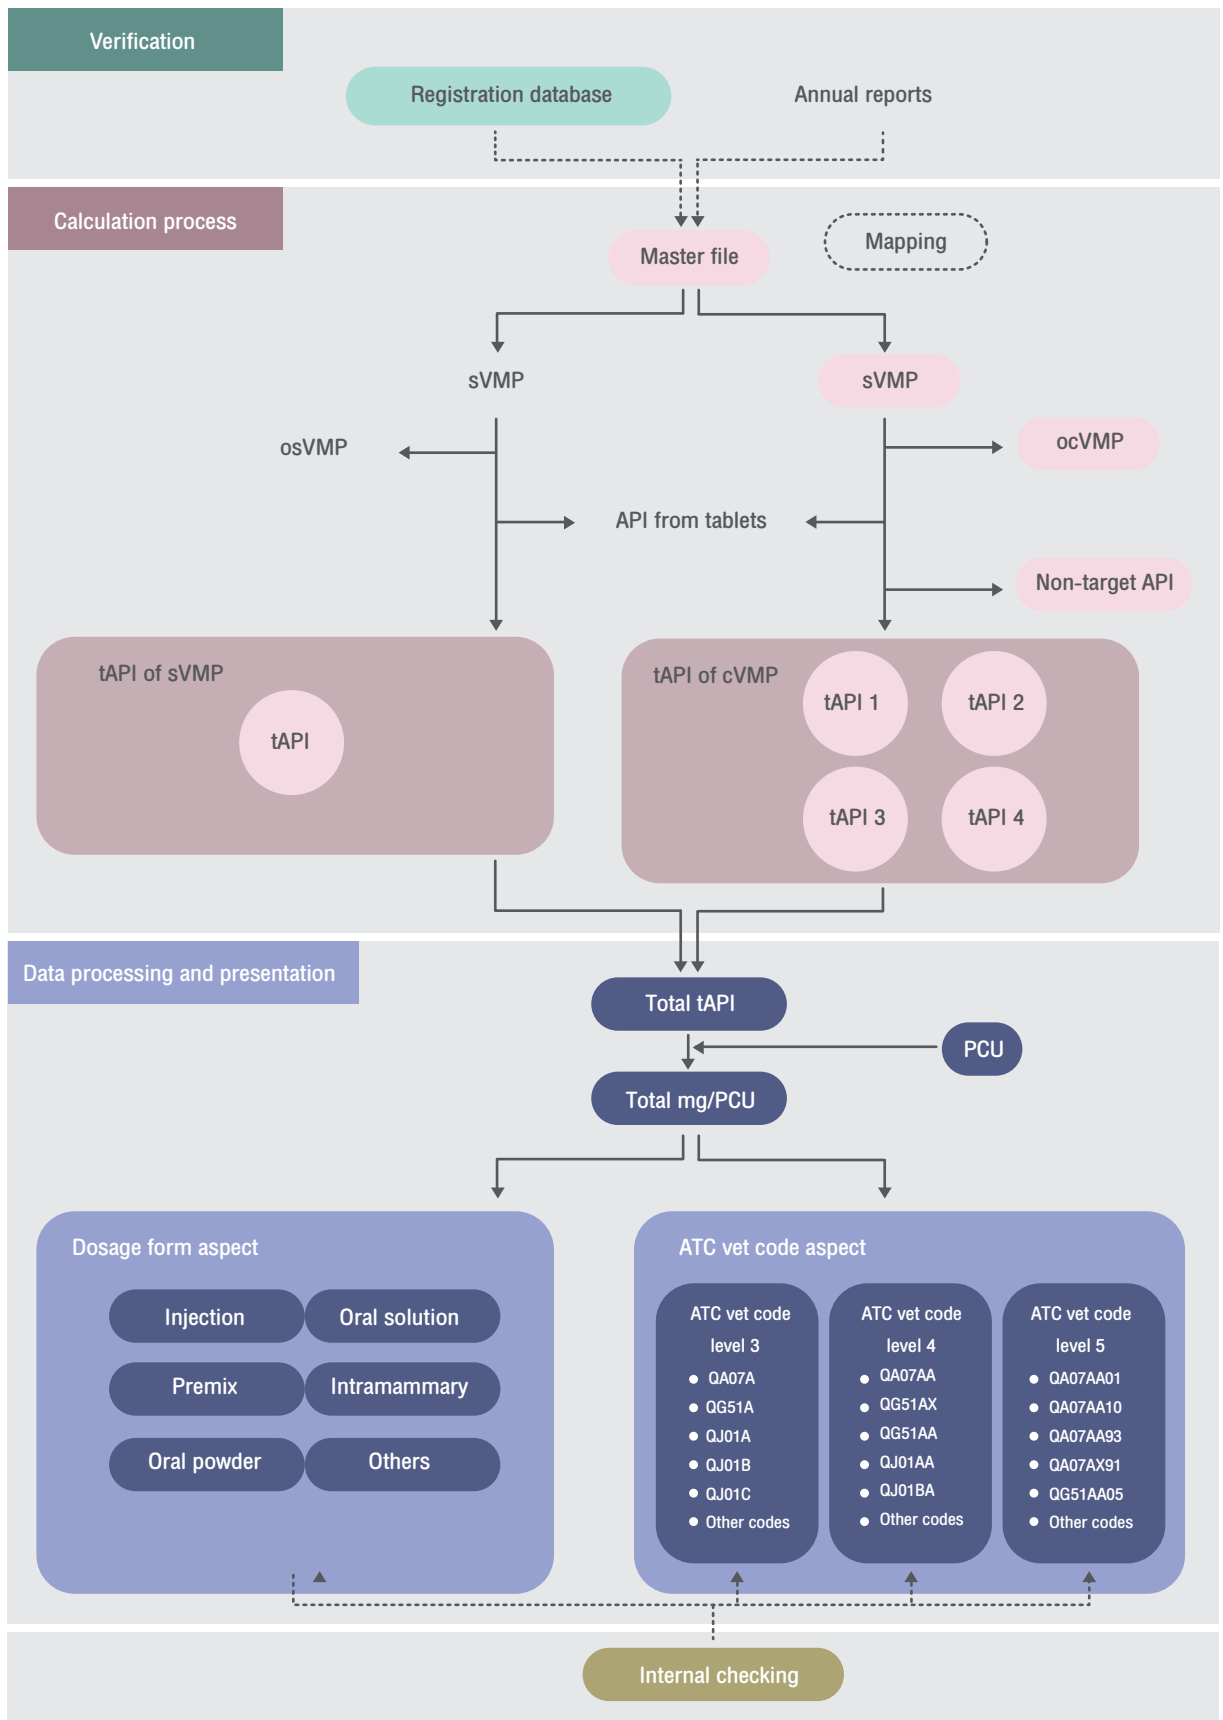 Verification
Registration database
Annual reports
Calculation process
Master file
Mapping
sVMP
sVMP
osVMP
ocVMP
API from tablets
Non-target API
tAPI of sVMP
tAPI
tAPI of cVMP
tAPI 1
tAPI 2
tAPI 3
tAPI 4
Data processing and presentation
Total tAPI
PCU
Total mg/PCU
Dosage form aspect
Injection
Oral solution
Premix
Intramammary
Oral powder
Others
ATC vet code aspect
ATC vet code
level 3
QA07A
QG51A
QJ01A
QJ01B
QJ01C
Other codes
ATC vet code
level 4
QA07AA
QG51AX
QG51AA
QJ01AA
QJ01BA
Other codes
ATC vet code
level 5
QA07AA01
QA07AA10
QA07AA93
QA07AX91
QG51AA05
Other codes
Internal checking